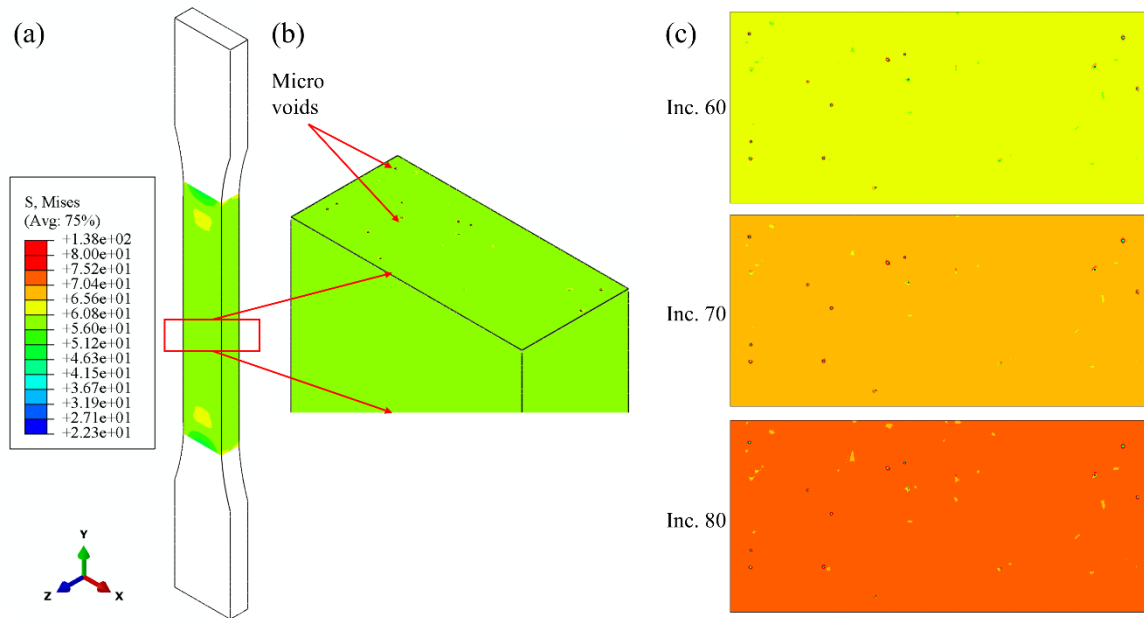 (a)
(b)
(c)
Micro
voids
Inc. 60
S, Mises
(Avg: 75%)
+1.38e+02
+8.00e+01
+7.52e+01
+7.04e+01
+6.56e+01
+6.08e+01
+5.60e+01
+5.12e+01
+4.63e+01
+4.15e+01
+3.67e+01
+3.19e+01
+2.71e+01
+2.23e+01
Inc. 70
Inc. 80
Y
Z
X